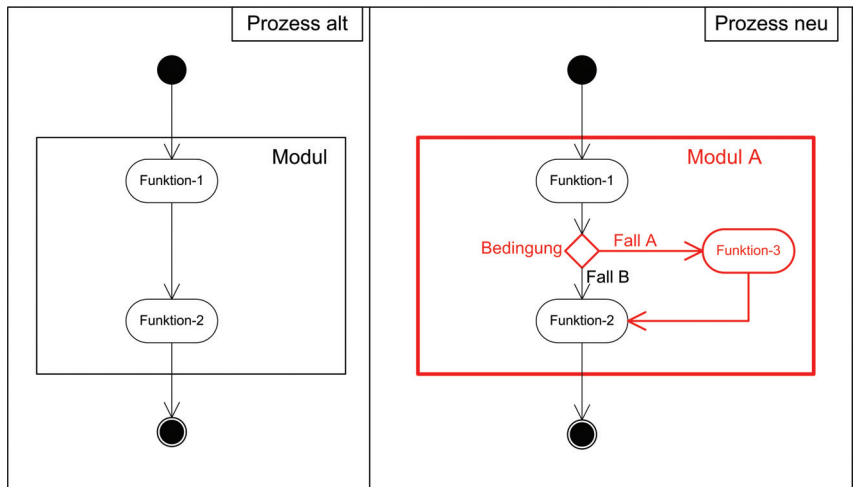 Prozess alt
Modul
Funktion-1
Funktion-2
Prozess neu
Modul A
Funktion-1
Bedingung
Fall A
Funktion-3
Fall B
Funktion-2